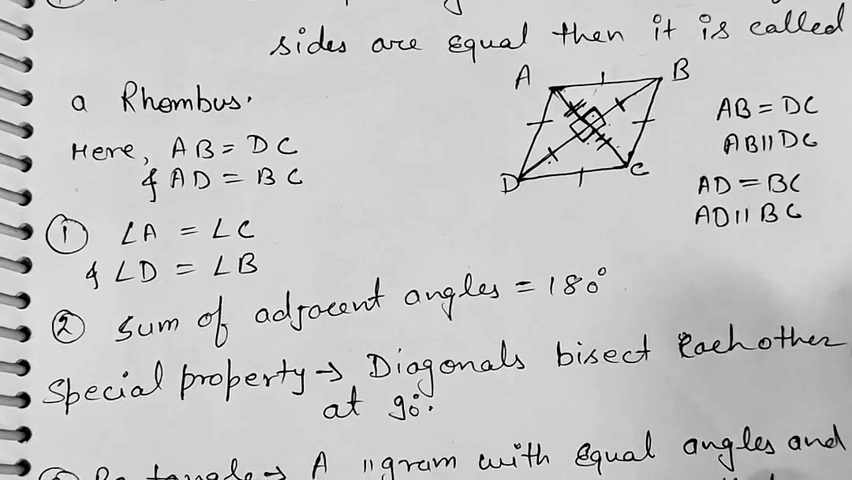 sides are Equal then it is called
a Rhombus.
A
B
C
D
AB = DC
AB || DC
AD = BC
AD || BC
Here, AB = DC
& AD = BC
① ∠A = ∠C
& ∠D = ∠B
② Sum of adjacent angles = 180°
Special property → Diagonals bisect Each other
at 90°.
A ||gram with Equal angles and